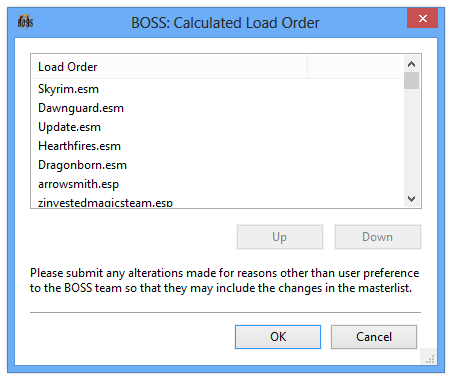 BOSS
BOSS: Calculated Load Order
Load Order
Skyrim.esm
Dawnguard.esm
Update.esm
Hearthfires.esm
Dragonborn.esm
arrowsmith.esp
zinvestedmagicsteam.esp
Up
Down
Please submit any alterations made for reasons other than user preference
to the BOSS team so that they may include the changes in the masterlist.
OK
Cancel